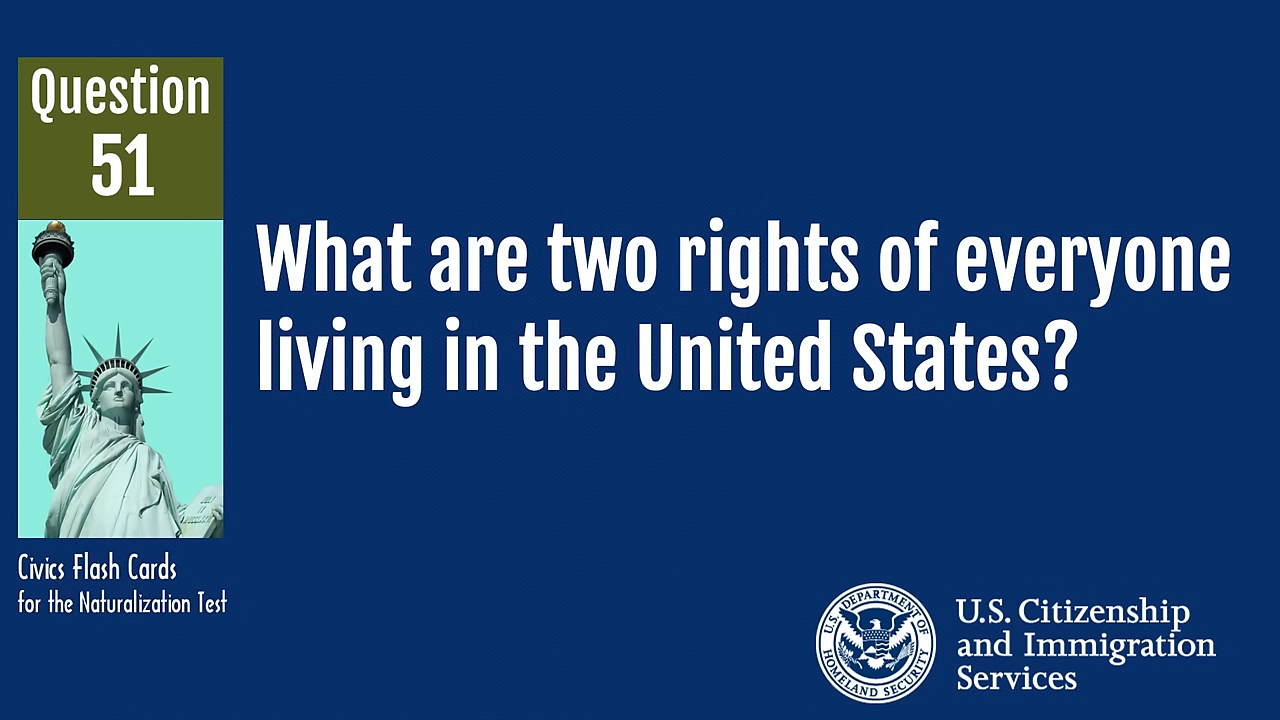 Question
51
What are two rights of everyone
living in the United States?
Civics Flash Cards
for the Naturalization Test
U.S. DEPARTMENT OF
HOMELAND SECURITY
U.S. Citizenship
and Immigration
Services